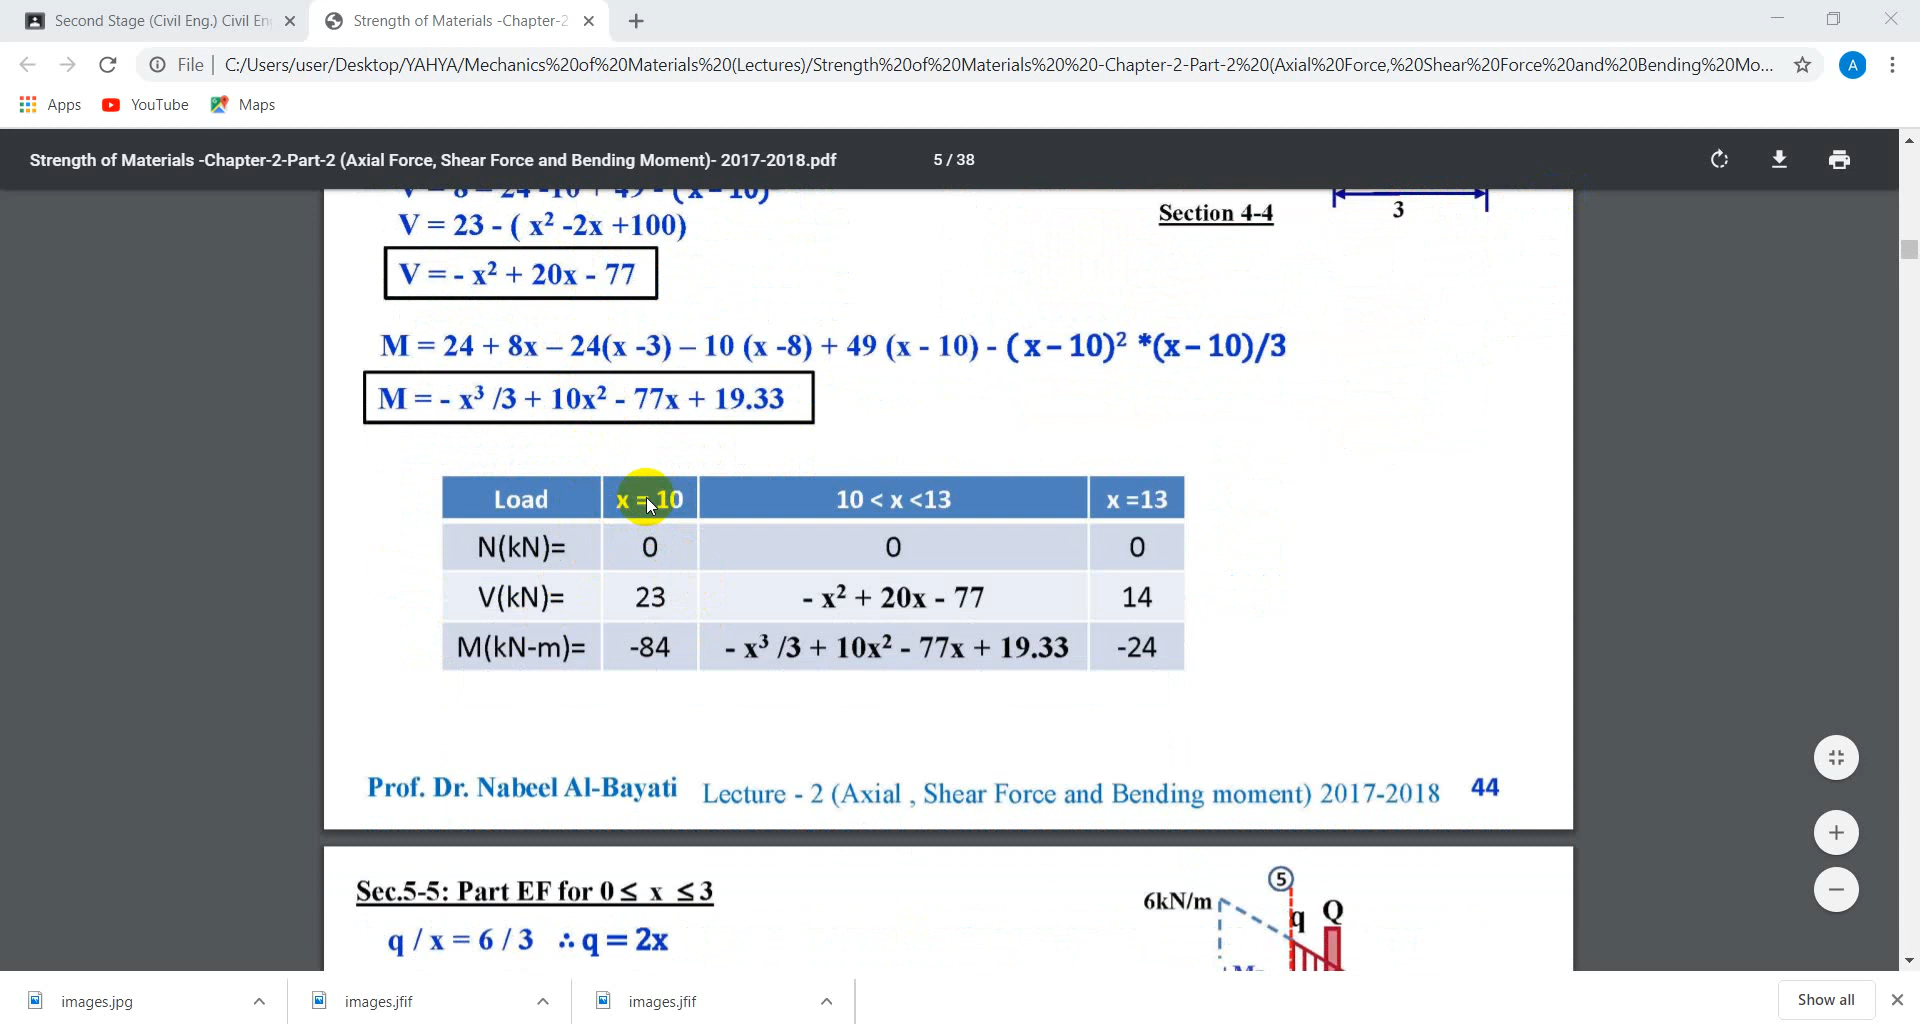 Second Stage (Civil Eng.) Civil En
Strength of Materials -Chapter-2
File
C:/Users/user/Desktop/YAHYA/Mechanics%20of%20Materials%20(Lectures)/Strength%20of%20Materials%20%20-Chapter-2-Part-2%20(Axial%20Force,%20Shear%20Force%20and%20Bending%20Mo...
A
Apps YouTube Maps
Strength of Materials -Chapter-2-Part-2 (Axial Force, Shear Force and Bending Moment)- 2017-2018.pdf 5 / 38
V = 23 - ( x² -2x +100)
Section 4-4
3
V = - x² + 20x - 77
M = 24 + 8x – 24(x -3) – 10 (x -8) + 49 (x - 10) - (x – 10)² *(x – 10)/3
M = - x³ /3 + 10x² - 77x + 19.33
Load x = 10 10 < x <13 x =13
N(kN)= 0 0 0
V(kN)= 23 - x² + 20x - 77 14
M(kN-m)= -84 - x³ /3 + 10x² - 77x + 19.33 -24
Prof. Dr. Nabeel Al-Bayati Lecture - 2 (Axial , Shear Force and Bending moment) 2017-2018 44
Sec.5-5: Part EF for 0 ≤ x ≤ 3
5
6kN/m
q
Q
q / x = 6 / 3 ∴ q = 2x
images.jpg
images.jfif
images.jfif
Show all